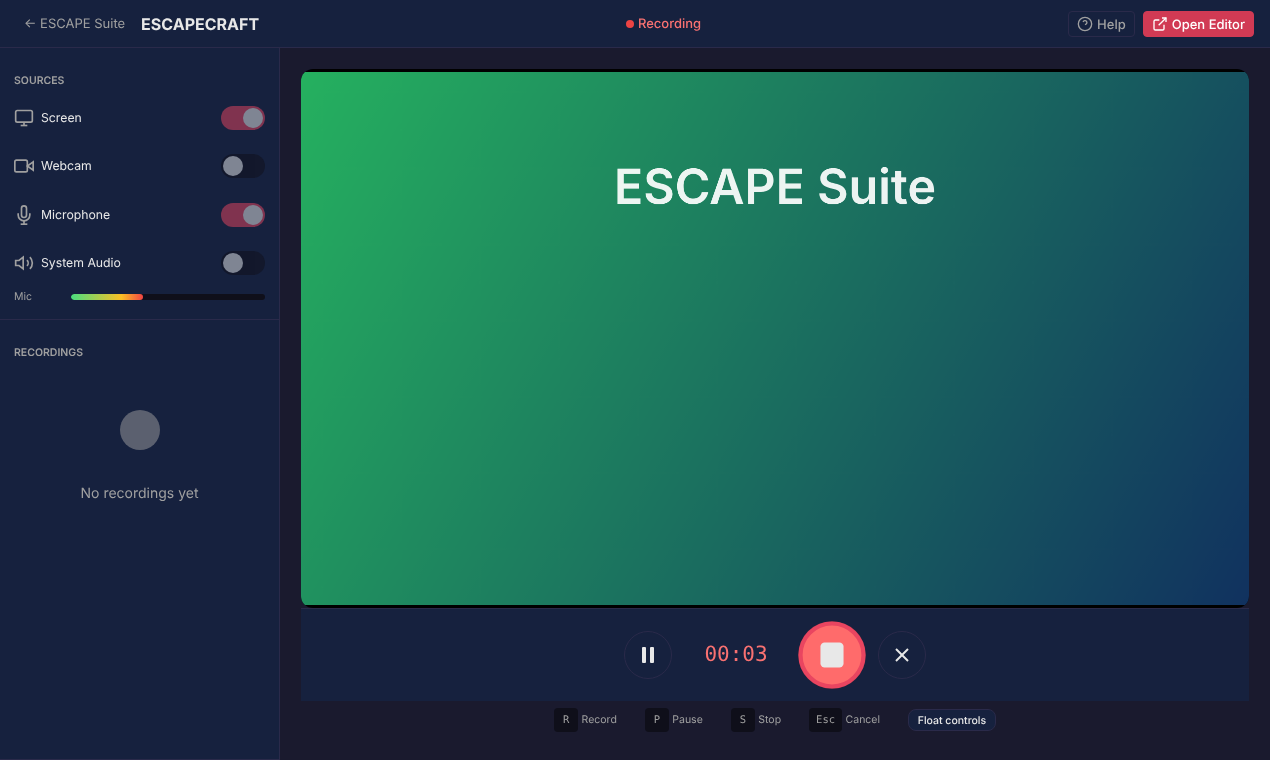 ← ESCAPE Suite
ESCAPECRAFT
Recording
Help
Open Editor
SOURCES
Screen
Webcam
Microphone
System Audio
Mic
RECORDINGS
No recordings yet
ESCAPE Suite
00:03
R Record
P Pause
S Stop
Esc Cancel
Float controls